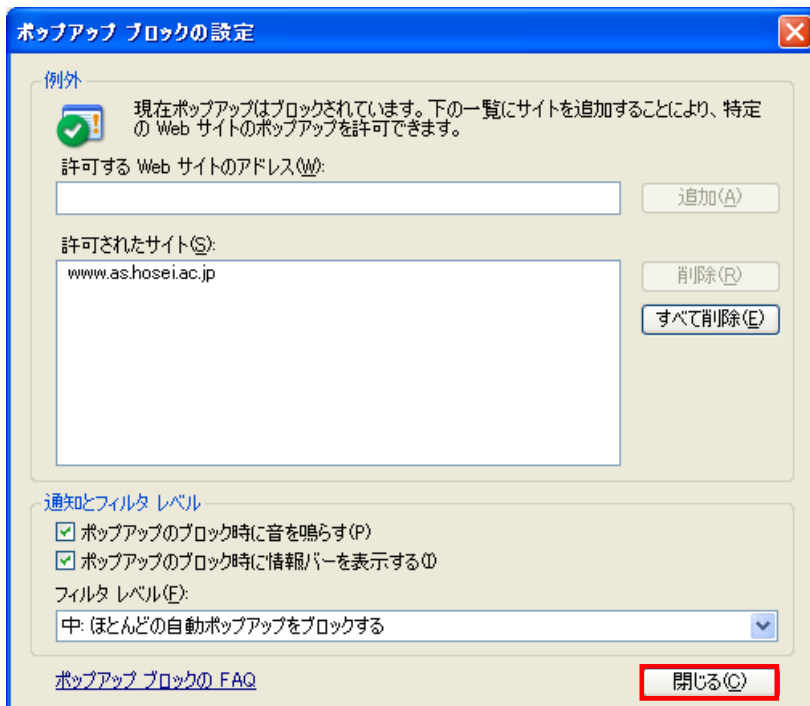 ポップアップ ブロックの設定
例外
現在ポップアップはブロックされています。下の一覧にサイトを追加することにより、特定
の Web サイトのポップアップを許可できます。
許可する Web サイトのアドレス(W):
追加(A)
許可されたサイト(S):
www.as.hosei.ac.jp
削除(R)
すべて削除(E)
通知とフィルタ レベル
ポップアップのブロック時に音を鳴らす(P)
ポップアップのブロック時に情報バーを表示する(I)
フィルタ レベル(F):
中: ほとんどの自動ポップアップをブロックする
ポップアップ ブロックの FAQ
閉じる(C)